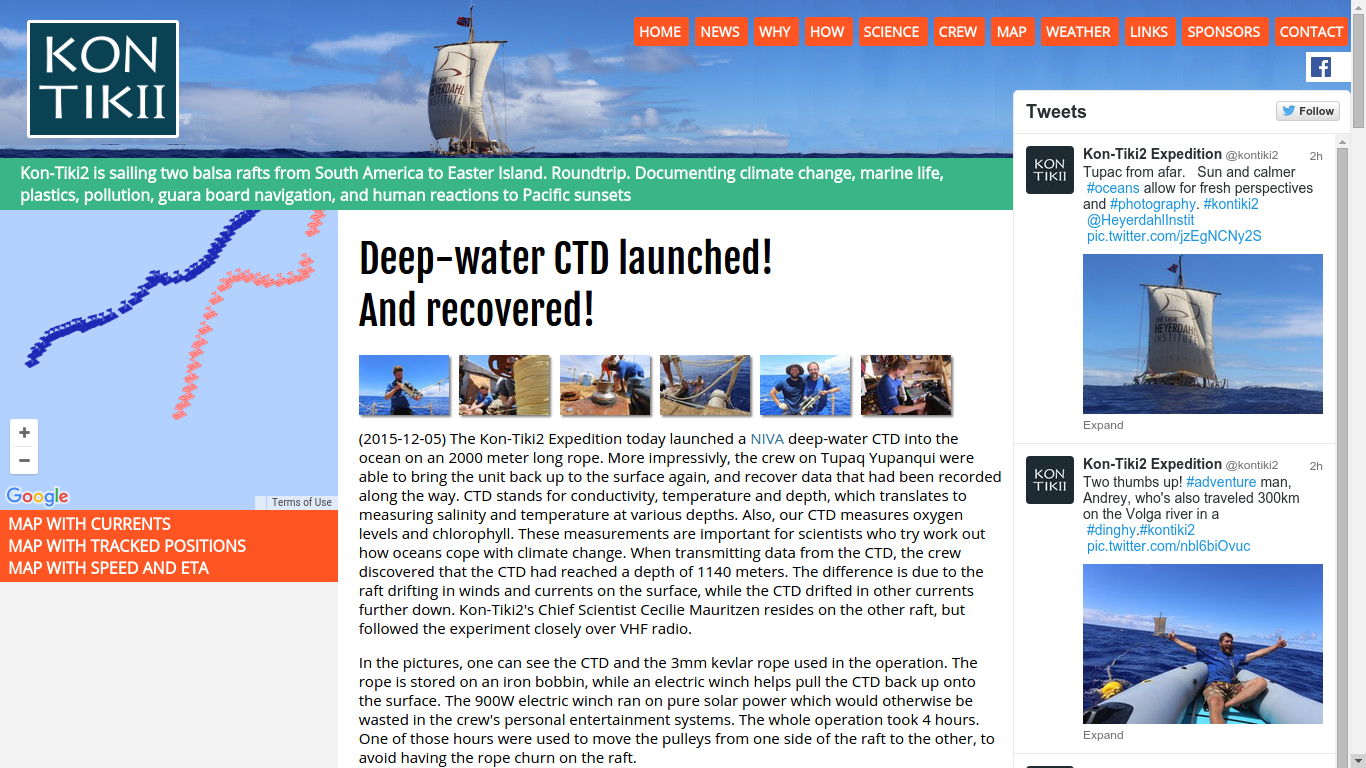 KON
TIKII
THE THOR
HEYERDAHL
INSTITUTE
HOME NEWS WHY HOW SCIENCE CREW MAP WEATHER LINKS SPONSORS CONTACT
Kon-Tiki2 is sailing two balsa rafts from South America to Easter Island. Roundtrip. Documenting climate change, marine life,
plastics, pollution, guara board navigation, and human reactions to Pacific sunsets
+
−
Google
Terms of Use
MAP WITH CURRENTS
MAP WITH TRACKED POSITIONS
MAP WITH SPEED AND ETA
Deep-water CTD launched!
And recovered!
(2015-12-05) The Kon-Tiki2 Expedition today launched a NIVA deep-water CTD into the
ocean on an 2000 meter long rope. More impressivly, the crew on Tupaq Yupanqui were
able to bring the unit back up to the surface again, and recover data that had been recorded
along the way. CTD stands for conductivity, temperature and depth, which translates to
measuring salinity and temperature at various depths. Also, our CTD measures oxygen
levels and chlorophyll. These measurements are important for scientists who try work out
how oceans cope with climate change. When transmitting data from the CTD, the crew
discovered that the CTD had reached a depth of 1140 meters. The difference is due to the
raft drifting in winds and currents on the surface, while the CTD drifted in other currents
further down. Kon-Tiki2's Chief Scientist Cecilie Mauritzen resides on the other raft, but
followed the experiment closely over VHF radio.
In the pictures, one can see the CTD and the 3mm kevlar rope used in the operation. The
rope is stored on an iron bobbin, while an electric winch helps pull the CTD back up onto
the surface. The 900W electric winch ran on pure solar power which would otherwise be
wasted in the crew's personal entertainment systems. The whole operation took 4 hours.
One of those hours were used to move the pulleys from one side of the raft to the other, to
avoid having the rope churn on the raft.
Tweets
Follow
KON
TIKII
Kon-Tiki2 Expedition @kontiki2 2h
Tupac from afar. Sun and calmer
#oceans allow for fresh perspectives
and #photography. #kontiki2
@HeyerdahlInstit
pic.twitter.com/jzEgNCNy2S
THE THOR
HEYERDAHL
INSTITUTE
Expand
KON
TIKII
Kon-Tiki2 Expedition @kontiki2 2h
Two thumbs up! #adventure man,
Andrey, who's also traveled 300km
on the Volga river in a
#dinghy.#kontiki2
pic.twitter.com/nbl6biOvuc
Expand